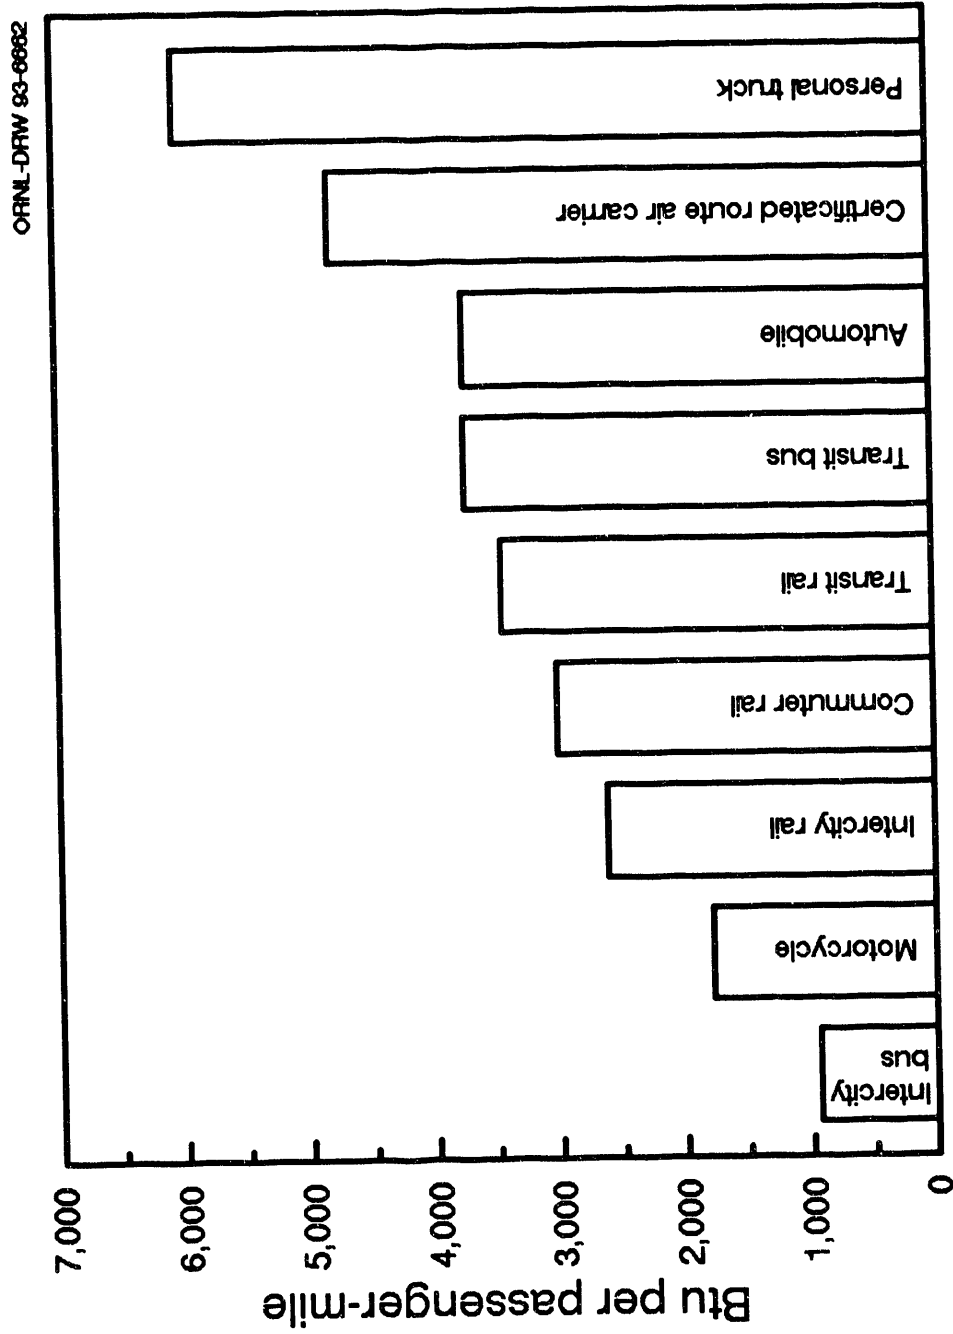 ORNL-DRW 93-6662
Personal truck
Certificated route air carrier
Automobile
Transit bus
Transit rail
Commuter rail
Intercity rail
Motorcycle
Intercity
bus
7,000
6,000
5,000
4,000
3,000
2,000
1,000
0
Btu per passenger-mile